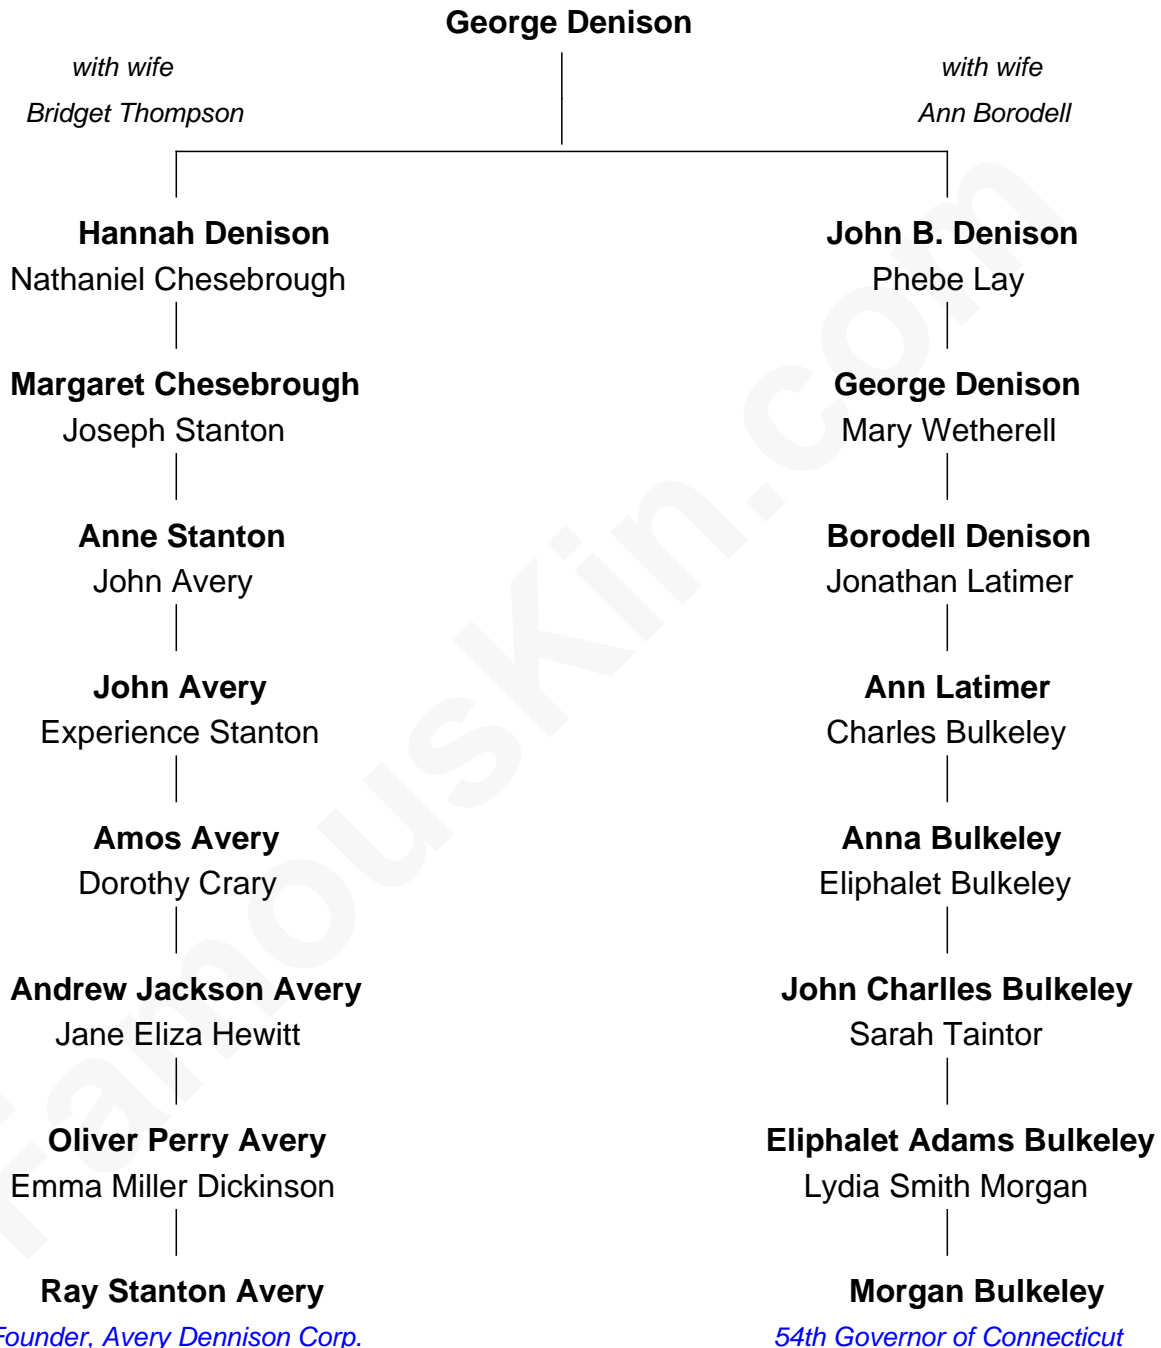 George Denison
with wife
Bridget Thompson
with wife
Ann Borodell
Hannah Denison
Nathaniel Chesebrough
John B. Denison
Phebe Lay
Margaret Chesebrough
Joseph Stanton
George Denison
Mary Wetherell
Anne Stanton
John Avery
Borodell Denison
Jonathan Latimer
John Avery
Experience Stanton
Ann Latimer
Charles Bulkeley
Amos Avery
Dorothy Crary
Anna Bulkeley
Eliphalet Bulkeley
Andrew Jackson Avery
Jane Eliza Hewitt
John Charlles Bulkeley
Sarah Taintor
Oliver Perry Avery
Emma Miller Dickinson
Eliphalet Adams Bulkeley
Lydia Smith Morgan
Ray Stanton Avery
Founder, Avery Dennison Corp.
Morgan Bulkeley
54th Governor of Connecticut
FamousKin.com